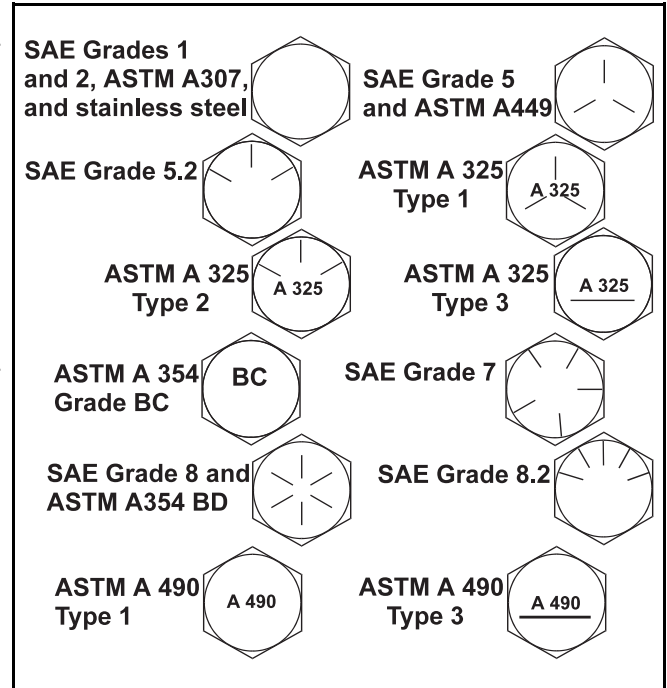 SAE Grades 1
and 2, ASTM A307,
and stainless steel
SAE Grade 5
and ASTM A449
SAE Grade 5.2
ASTM A 325
Type 1
A 325
ASTM A 325
Type 2
A 325
ASTM A 325
Type 3
A 325
ASTM A 354
Grade BC
BC
SAE Grade 7
SAE Grade 8 and
ASTM A354 BD
SAE Grade 8.2
ASTM A 490
Type 1
A 490
ASTM A 490
Type 3
A 490